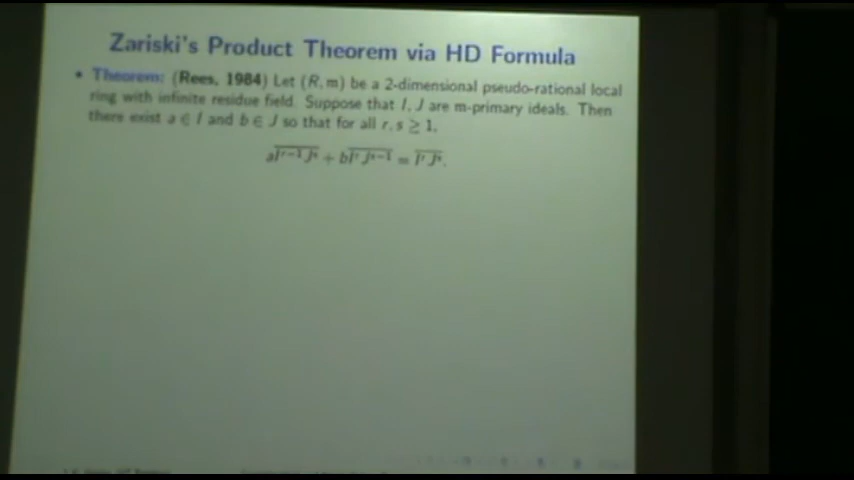 Zariski's Product Theorem via HD Formula
• Theorem: (Rees, 1984) Let (R, m) be a 2-dimensional pseudo-rational local
ring with infinite residue field. Suppose that I, J are m-primary ideals. Then
there exist a ∈ I and b ∈ J so that for all r, s ≥ 1,
a\overline{I^{r−1} J^s} + b\overline{I^r J^{s−1}} = \overline{I^r J^s}.